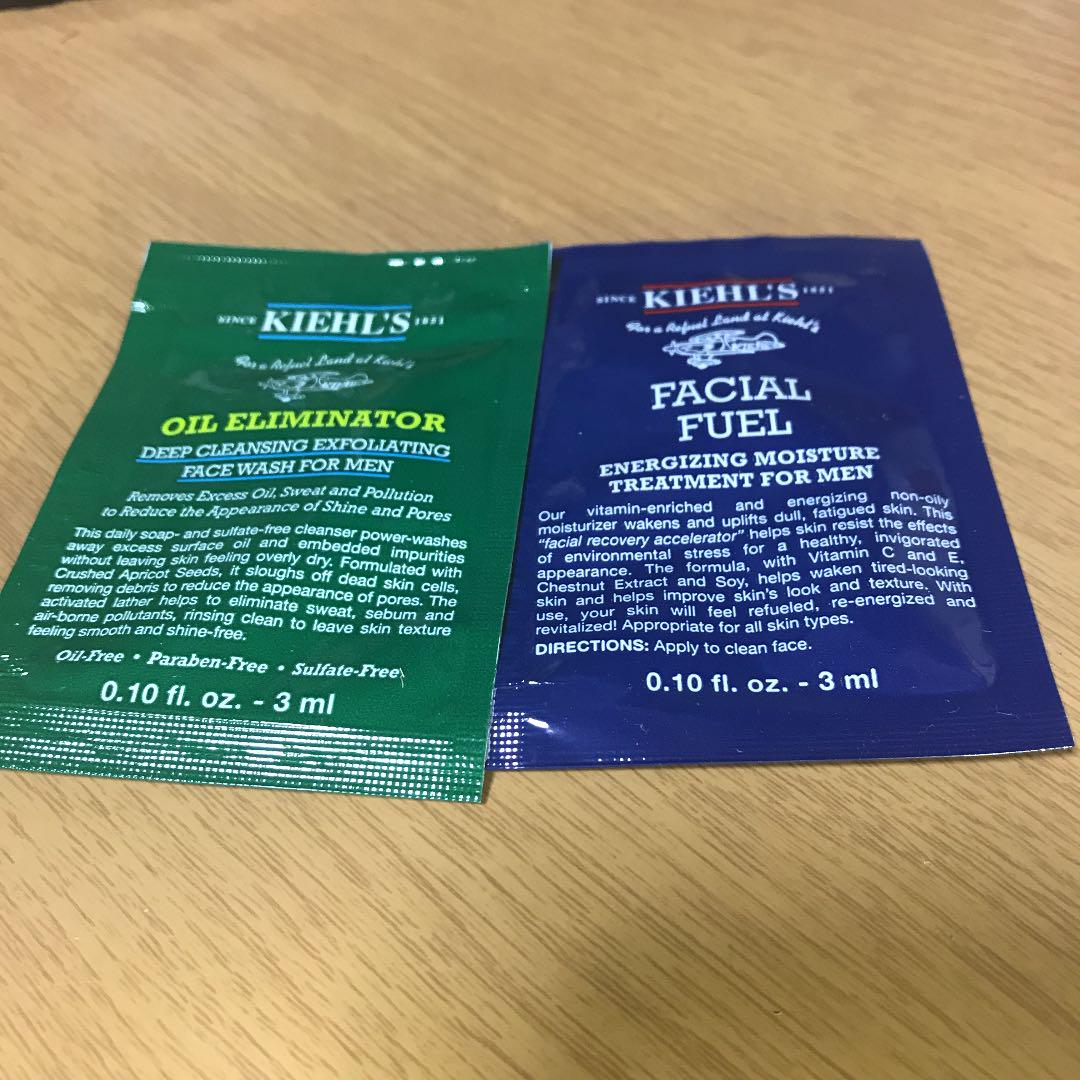 SINCE KIEHL'S 1851
For a Refuel Land at Kiehl's
KIEHL'S
OIL ELIMINATOR
DEEP CLEANSING EXFOLIATING
FACE WASH FOR MEN
Removes Excess Oil, Sweat and Pollution
to Reduce the Appearance of Shine and Pores
This daily soap- and sulfate-free cleanser power-washes
away excess surface oil and embedded impurities
without leaving skin feeling overly dry. Formulated with
Crushed Apricot Seeds, it sloughs off dead skin cells,
removing debris to reduce the appearance of pores. The
activated lather helps to eliminate sweat, sebum and
air-borne pollutants, rinsing clean to leave skin texture
feeling smooth and shine-free.
Oil-Free • Paraben-Free • Sulfate-Free
0.10 fl. oz. - 3 ml
SINCE KIEHL'S 1851
For a Refuel Land at Kiehl's
KIEHL'S
FACIAL
FUEL
ENERGIZING MOISTURE
TREATMENT FOR MEN
Our vitamin-enriched and energizing non-oily
moisturizer wakens and uplifts dull, fatigued skin. This
"facial recovery accelerator" helps skin resist the effects
of environmental stress for a healthy, invigorated
appearance. The formula, with Vitamin C and E,
Chestnut Extract and Soy, helps waken tired-looking
skin and helps improve skin's look and texture. With
use, your skin will feel refueled, re-energized and
revitalized! Appropriate for all skin types.
DIRECTIONS: Apply to clean face.
0.10 fl. oz. - 3 ml